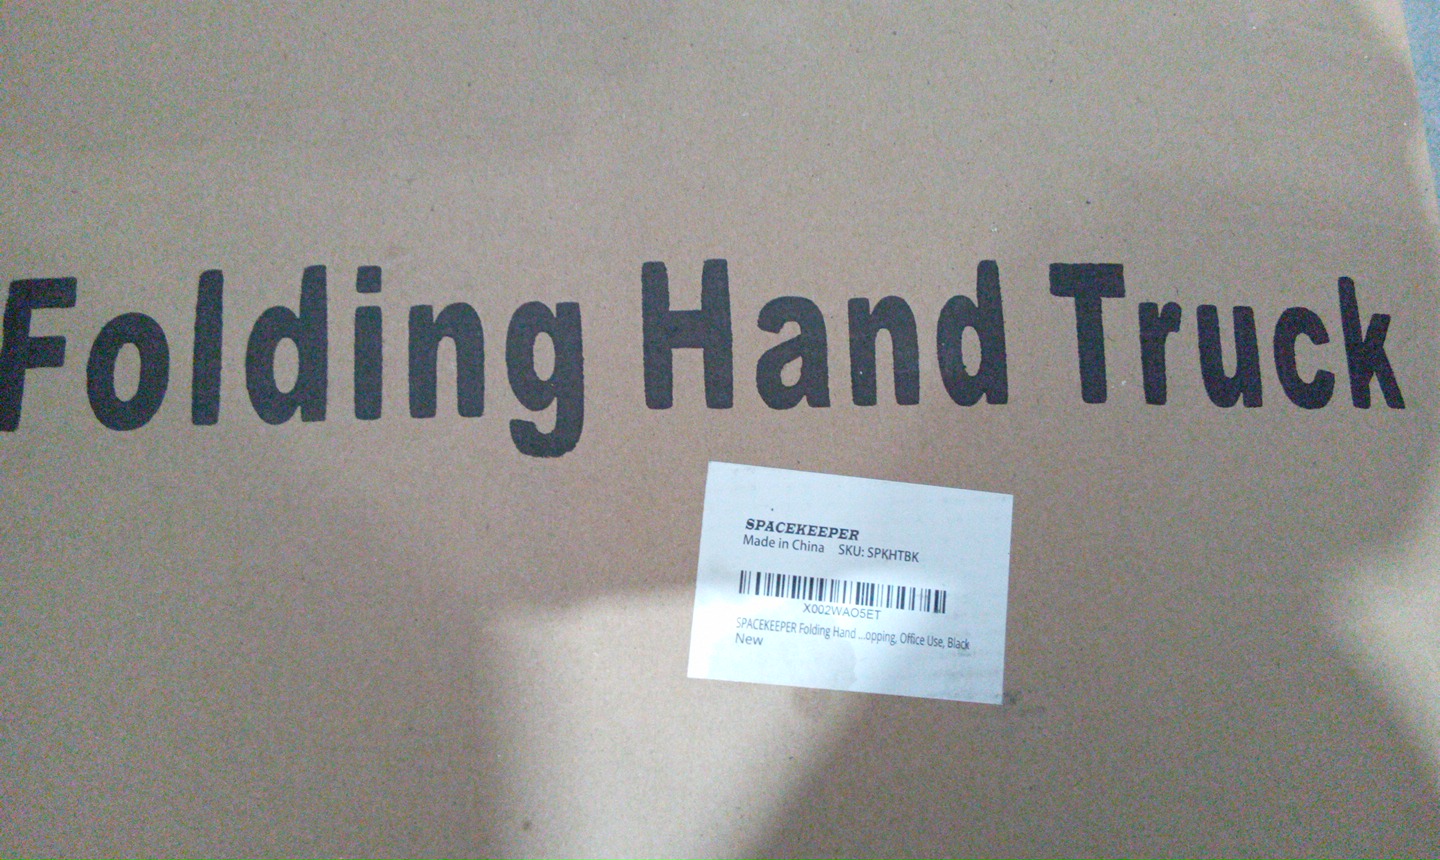 Folding Hand Truck
SPACEKEEPER
Made in China SKU: SPKHTBK
X002WAO5ET
SPACEKEEPER Folding Hand ...opping, Office Use, Black
New